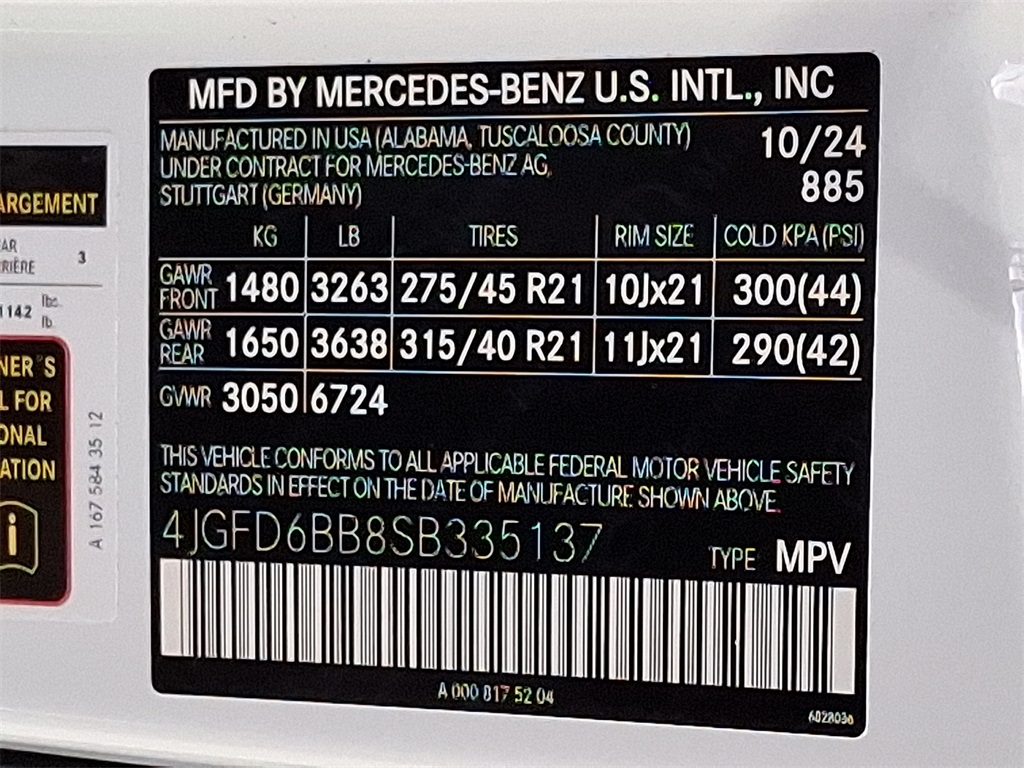 MFD BY MERCEDES-BENZ U.S. INTL., INC
MANUFACTURED IN USA (ALABAMA, TUSCALOOSA COUNTY)
UNDER CONTRACT FOR MERCEDES-BENZ AG,
STUTTGART (GERMANY)
10/24
885
KG LB TIRES RIM SIZE COLD KPA (PSI)
GAWR FRONT 1480 3263 275/45 R21 10Jx21 300(44)
GAWR REAR 1650 3638 315/40 R21 11Jx21 290(42)
GVWR 3050 6724
THIS VEHICLE CONFORMS TO ALL APPLICABLE FEDERAL MOTOR VEHICLE SAFETY
STANDARDS IN EFFECT ON THE DATE OF MANUFACTURE SHOWN ABOVE.
4JGFD6BB8SB335137
TYPE MPV
A 000 817 52 04
ARGEMENT
AR
RIÈRE 3
1142 lbs.
lb.
NER'S
L FOR
ONAL
ATION
i
A 167 584 35 12